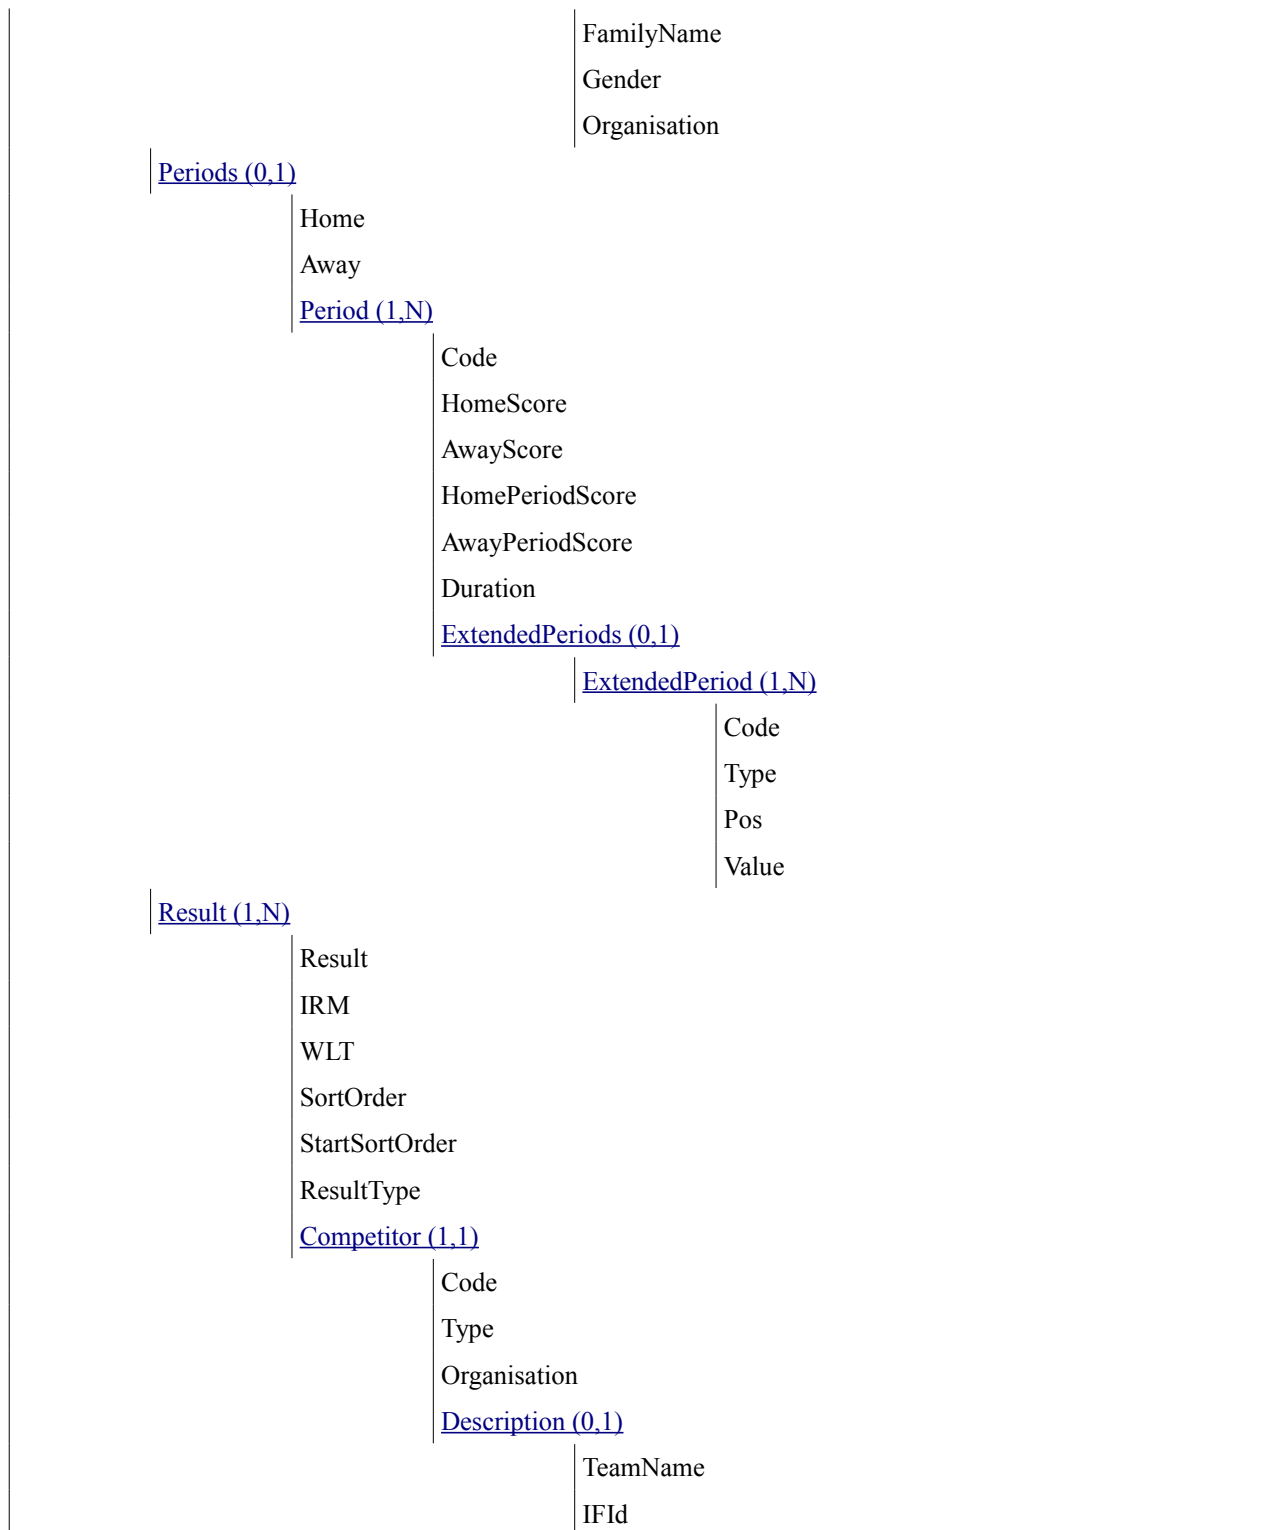 FamilyName
Gender
Organisation
Periods (0,1)
Home
Away
Period (1,N)
Code
HomeScore
AwayScore
HomePeriodScore
AwayPeriodScore
Duration
ExtendedPeriods (0,1)
ExtendedPeriod (1,N)
Code
Type
Pos
Value
Result (1,N)
Result
IRM
WLT
SortOrder
StartSortOrder
ResultType
Competitor (1,1)
Code
Type
Organisation
Description (0,1)
TeamName
IFId